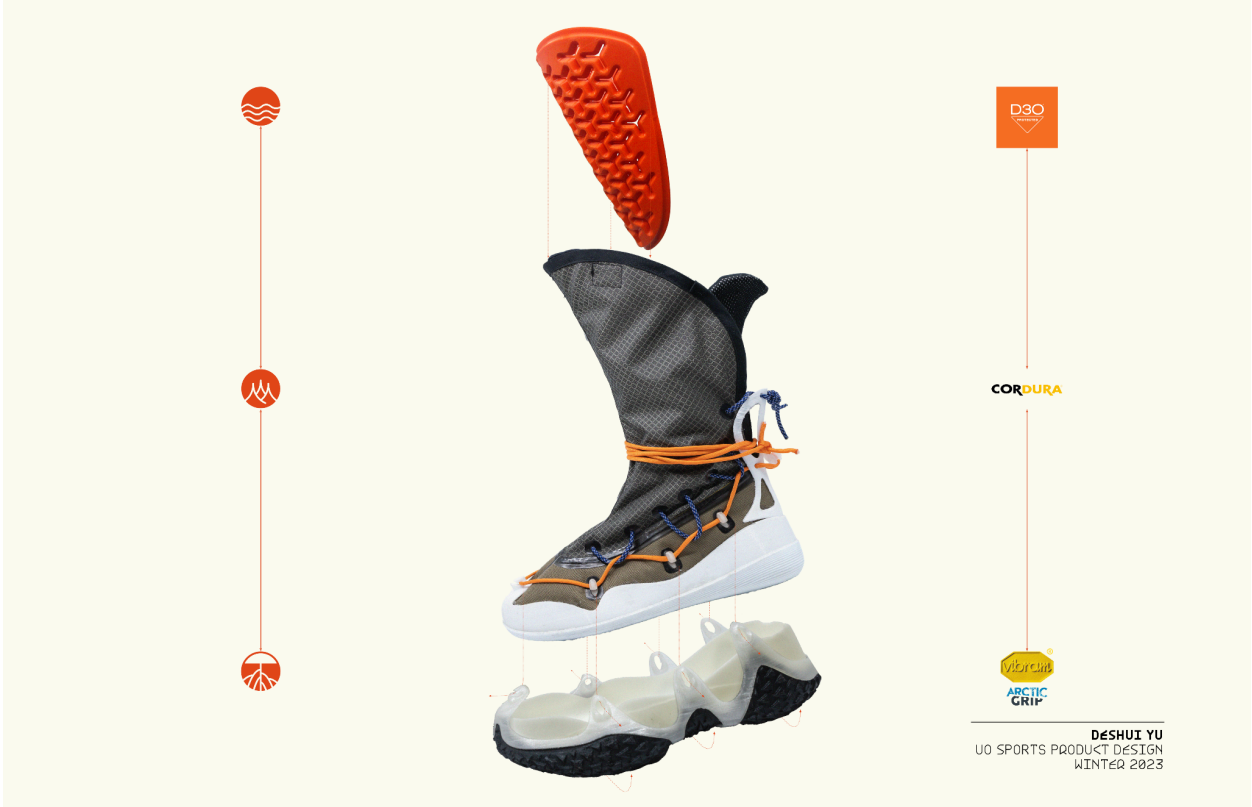 D3O
CORDURA
vibram®
ARCTIC
GRIP
DESHUI YU
UO SPORTS PRODUCT DESIGN
WINTER 2023